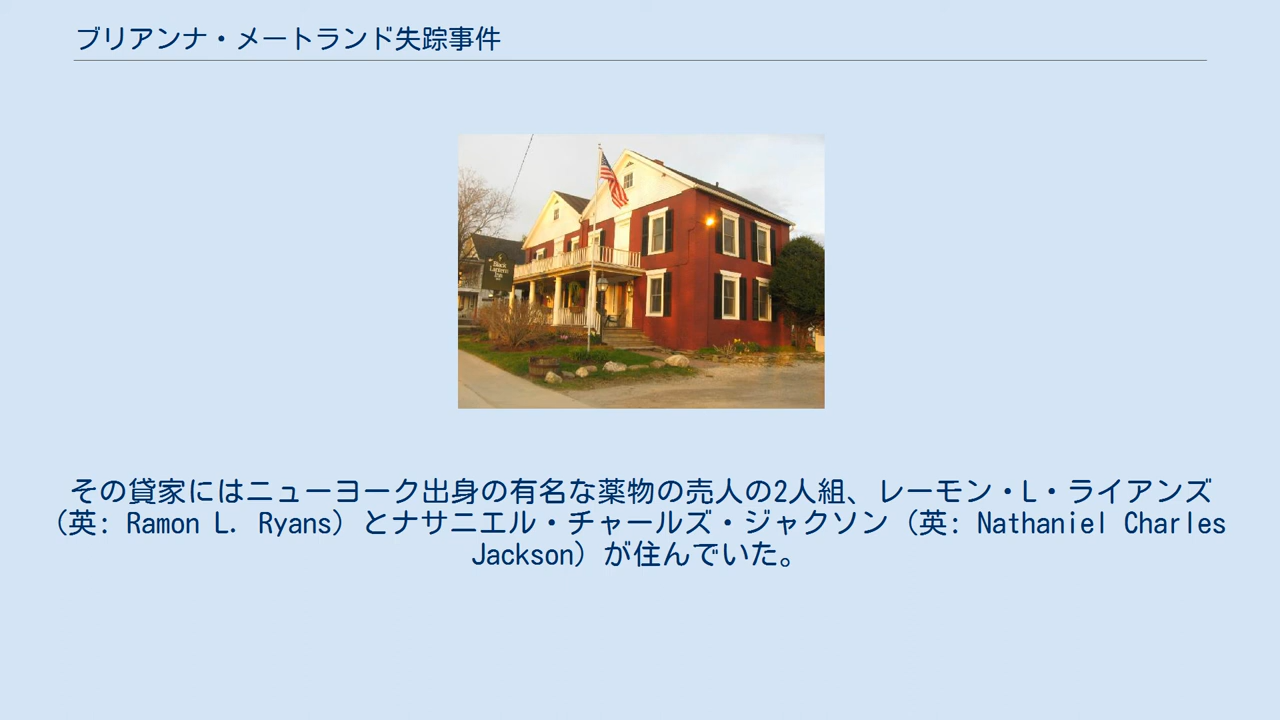 ブリアンナ・メートランド失踪事件
Black
Lantern
Inn
その貸家にはニューヨーク出身の有名な薬物の売人の2人組、レーモン・L・ライアンズ
（英: Ramon L. Ryans）とナサニエル・チャールズ・ジャクソン（英: Nathaniel Charles
Jackson）が住んでいた。